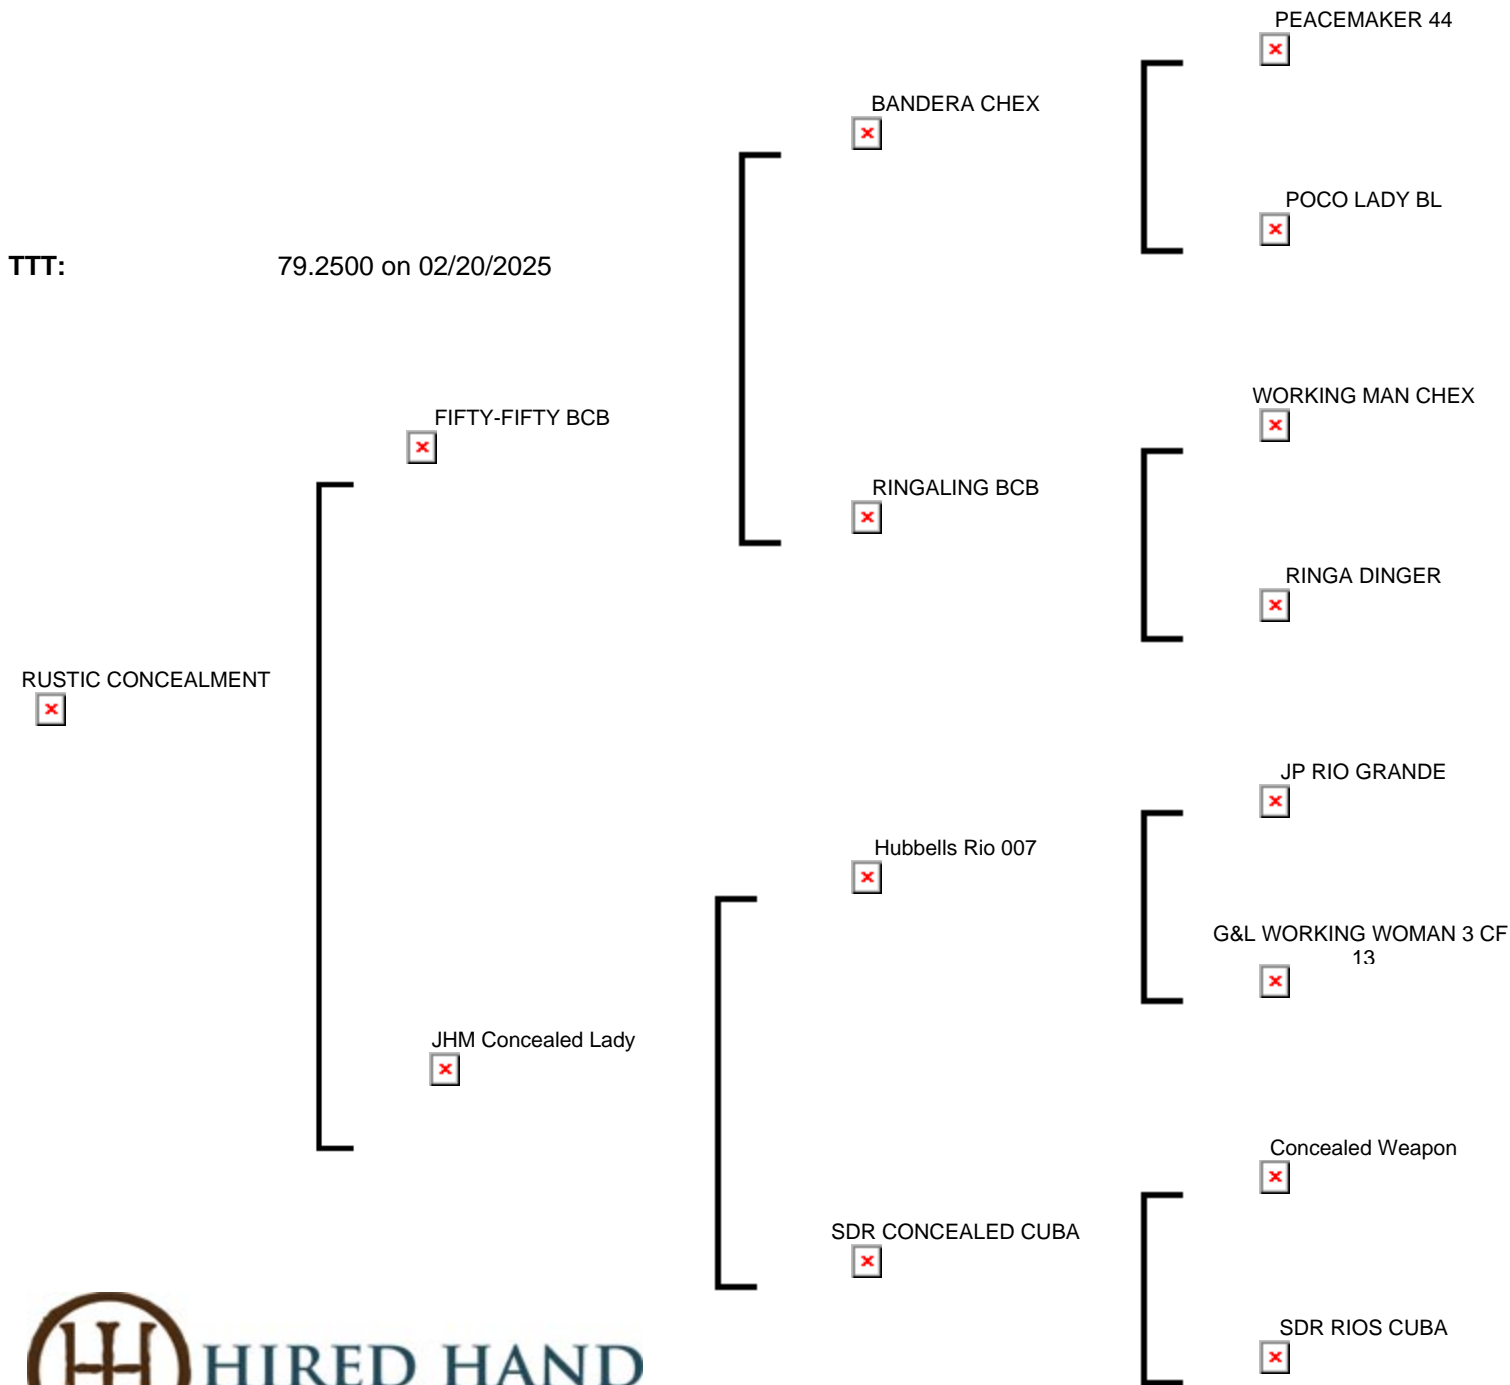 PEACEMAKER 44
BANDERA CHEX
POCO LADY BL
TTT: 79.2500 on 02/20/2025
WORKING MAN CHEX
FIFTY-FIFTY BCB
RINGALING BCB
RINGA DINGER
RUSTIC CONCEALMENT
JP RIO GRANDE
Hubbells Rio 007
G&L WORKING WOMAN 3 CF
13
JHM Concealed Lady
Concealed Weapon
SDR CONCEALED CUBA
SDR RIOS CUBA
HIRED HAND